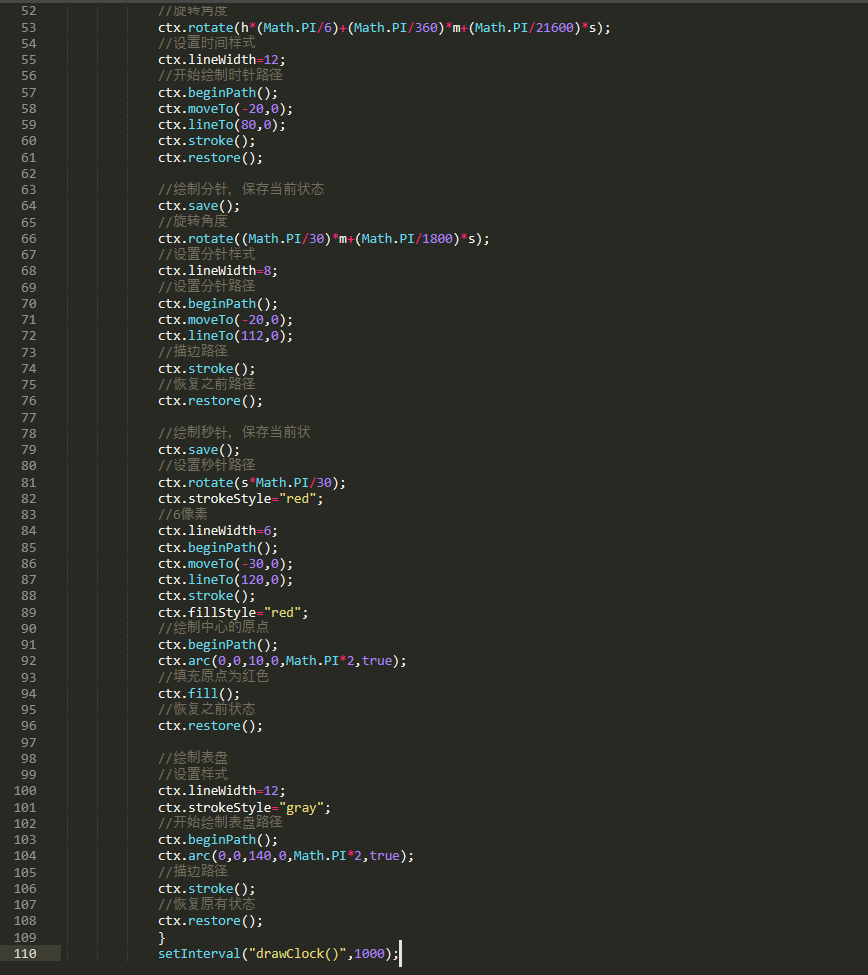 52 //旋转角度
53 ctx.rotate(h*(Math.PI/6)+(Math.PI/360)*m+(Math.PI/21600)*s);
54 //设置时间样式
55 ctx.lineWidth=12;
56 //开始绘制时针路径
57 ctx.beginPath();
58 ctx.moveTo(-20,0);
59 ctx.lineTo(80,0);
60 ctx.stroke();
61 ctx.restore();
62
63 //绘制分针，保存当前状态
64 ctx.save();
65 //旋转角度
66 ctx.rotate((Math.PI/30)*m+(Math.PI/1800)*s);
67 //设置分针样式
68 ctx.lineWidth=8;
69 //设置分针路径
70 ctx.beginPath();
71 ctx.moveTo(-20,0);
72 ctx.lineTo(112,0);
73 //描边路径
74 ctx.stroke();
75 //恢复之前路径
76 ctx.restore();
77
78 //绘制秒针，保存当前状
79 ctx.save();
80 //设置秒针路径
81 ctx.rotate(s*Math.PI/30);
82 ctx.strokeStyle="red";
83 //6像素
84 ctx.lineWidth=6;
85 ctx.beginPath();
86 ctx.moveTo(-30,0);
87 ctx.lineTo(120,0);
88 ctx.stroke();
89 ctx.fillStyle="red";
90 //绘制中心的原点
91 ctx.beginPath();
92 ctx.arc(0,0,10,0,Math.PI*2,true);
93 //填充原点为红色
94 ctx.fill();
95 //恢复之前状态
96 ctx.restore();
97
98 //绘制表盘
99 //设置样式
100 ctx.lineWidth=12;
101 ctx.strokeStyle="gray";
102 //开始绘制表盘路径
103 ctx.beginPath();
104 ctx.arc(0,0,140,0,Math.PI*2,true);
105 //描边路径
106 ctx.stroke();
107 //恢复原有状态
108 ctx.restore();
109 }
110 setInterval("drawClock()",1000);